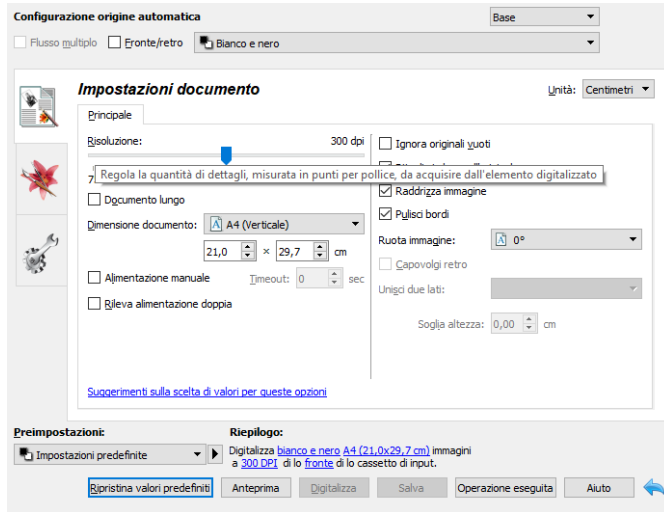 Configurazione origine automatica
Base
Flusso multiplo
Fronte/retro
Bianco e nero
Impostazioni documento
Unità: Centimetri
Principale
Risoluzione: 300 dpi
Ignora originali vuoti
Regola la quantità di dettagli, misurata in punti per pollice, da acquisire dall'elemento digitalizzato
Raddrizza immagine
Documento lungo
Pulisci bordi
Dimensione documento: A4 (Verticale)
21,0 × 29,7 cm
Ruota immagine: 0°
Capovolgi retro
Alimentazione manuale Timeout: 0 sec
Unisci due lati:
Rileva alimentazione doppia
Soglia altezza: 0,00 cm
Suggerimenti sulla scelta di valori per queste opzioni
Preimpostazioni:
Impostazioni predefinite
Riepilogo:
Digitalizza bianco e nero A4 (21,0x29,7 cm) immagini
a 300 DPI di lo fronte di lo cassetto di input.
Ripristina valori predefiniti
Anteprima
Digitalizza
Salva
Operazione eseguita
Aiuto